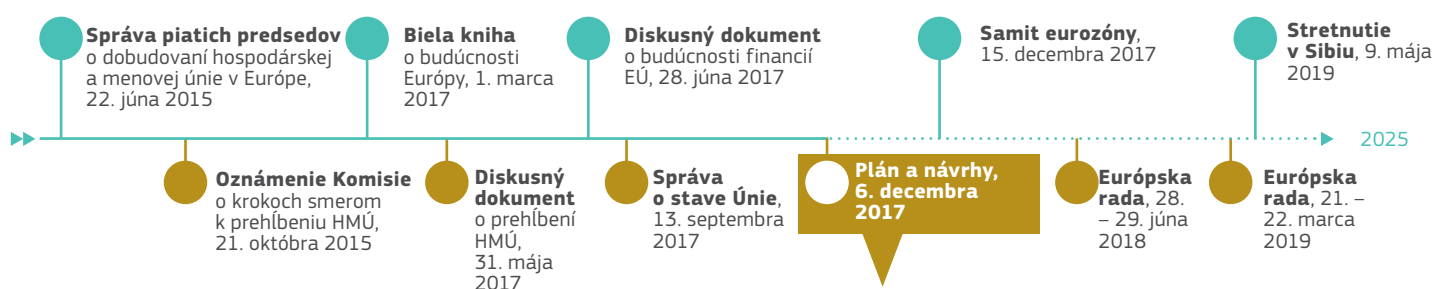 Správa piatich predsedov
o dobudovaní hospodárskej
a menovej únie v Európe,
22. júna 2015
Biela kniha
o budúcnosti
Európy, 1. marca
2017
Diskusný dokument
o budúcnosti financií
EÚ, 28. júna 2017
Samit eurozóny,
15. decembra 2017
Stretnutie
v Sibiu, 9. mája
2019
2025
Oznámenie Komisie
o krokoch smerom
k prehĺbeniu HMÚ,
21. októbra 2015
Diskusný
dokument
o prehĺbení
HMÚ,
31. mája
2017
Správa
o stave Únie,
13. septembra
2017
Plán a návrhy,
6. decembra
2017
Európska
rada, 28.
– 29. júna
2018
Európska
rada, 21. –
22. marca
2019